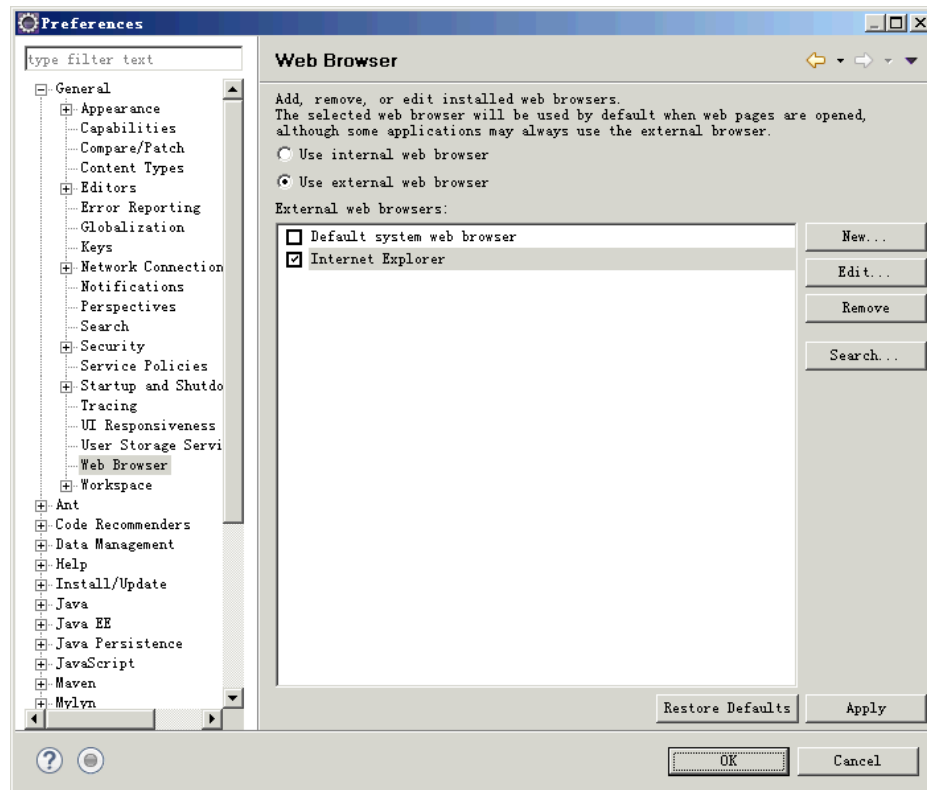 Preferences
type filter text
General
Appearance
Capabilities
Compare/Patch
Content Types
Editors
Error Reporting
Globalization
Keys
Network Connection
Notifications
Perspectives
Search
Security
Service Policies
Startup and Shutdo
Tracing
UI Responsiveness
User Storage Servi
Web Browser
Workspace
Ant
Code Recommenders
Data Management
Help
Install/Update
Java
Java EE
Java Persistence
JavaScript
Maven
Mylyn
Web Browser
Add, remove, or edit installed web browsers.
The selected web browser will be used by default when web pages are opened,
although some applications may always use the external browser.
Use internal web browser
Use external web browser
External web browsers:
Default system web browser
Internet Explorer
New...
Edit...
Remove
Search...
Restore Defaults
Apply
?
OK
Cancel